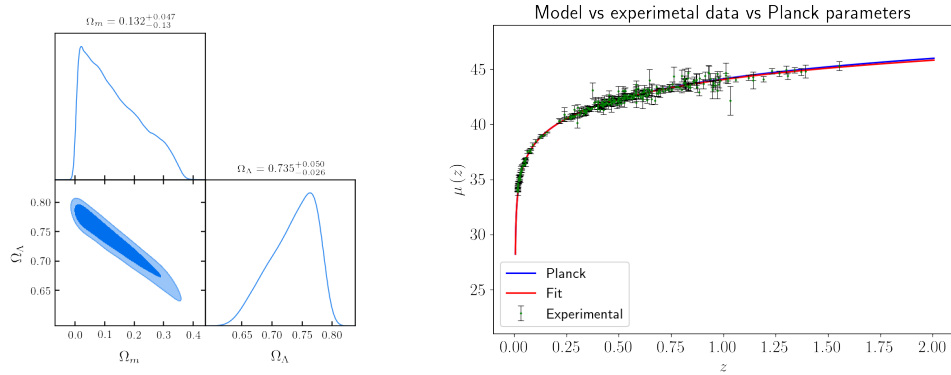 Ωₘ = 0.132^{+0.047}_{−0.13}
Ω_Λ = 0.735^{+0.050}_{−0.026}
0.80
0.75
0.70
0.65
Ω_Λ
0.0 0.1 0.2 0.3 0.4
0.65 0.70 0.75 0.80
Ωₘ
Ω_Λ
Model vs experimetal data vs Planck parameters
45
40
35
30
25
μ(z)
Planck
Fit
Experimental
0.00 0.25 0.50 0.75 1.00 1.25 1.50 1.75 2.00
z